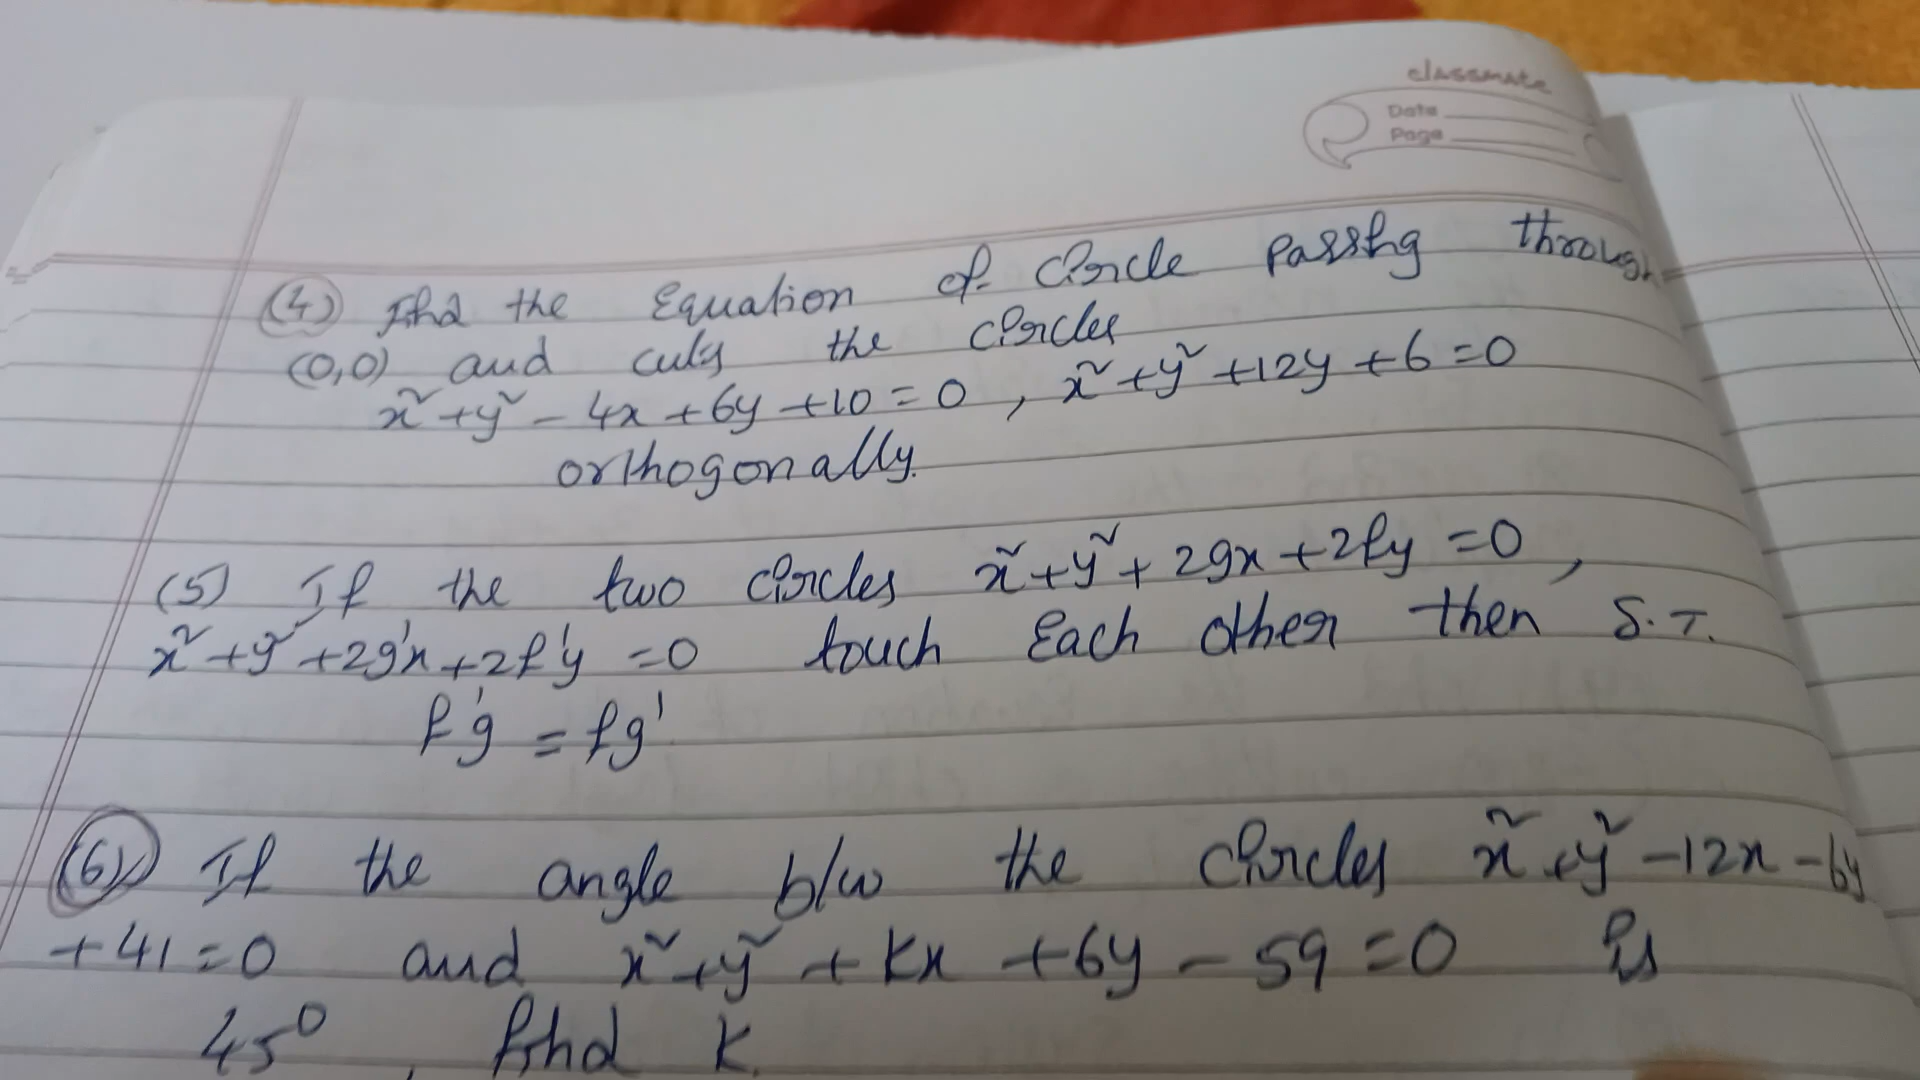 classmate
Date
Page
(4) Find the Equation of Circle Passing through
(0,0) and cuts the circles
x² + y² - 4x + 6y + 10 = 0 , x² + y² + 12y + 6 = 0
orthogonally.
(5) If the two circles x² + y² + 2gx + 2fy = 0 ,
x² + y² + 2g'x + 2f'y = 0 touch Each other then S.T.
f'g = fg'
(6) If the angle b/w the circles x² + y² - 12x - 6y
+ 41 = 0 and x² + y² + kx + 6y - 59 = 0 is
45⁰ , find k.